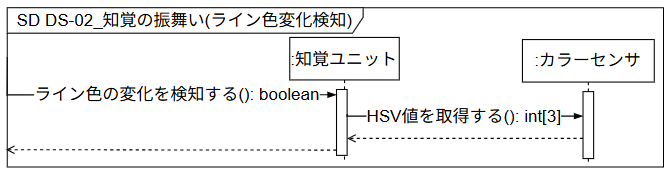 SD DS-02_知覚の振舞い(ライン色変化検知)
:知覚ユニット
:カラーセンサ
ライン色の変化を検知する(): boolean
HSV値を取得する(): int[3]